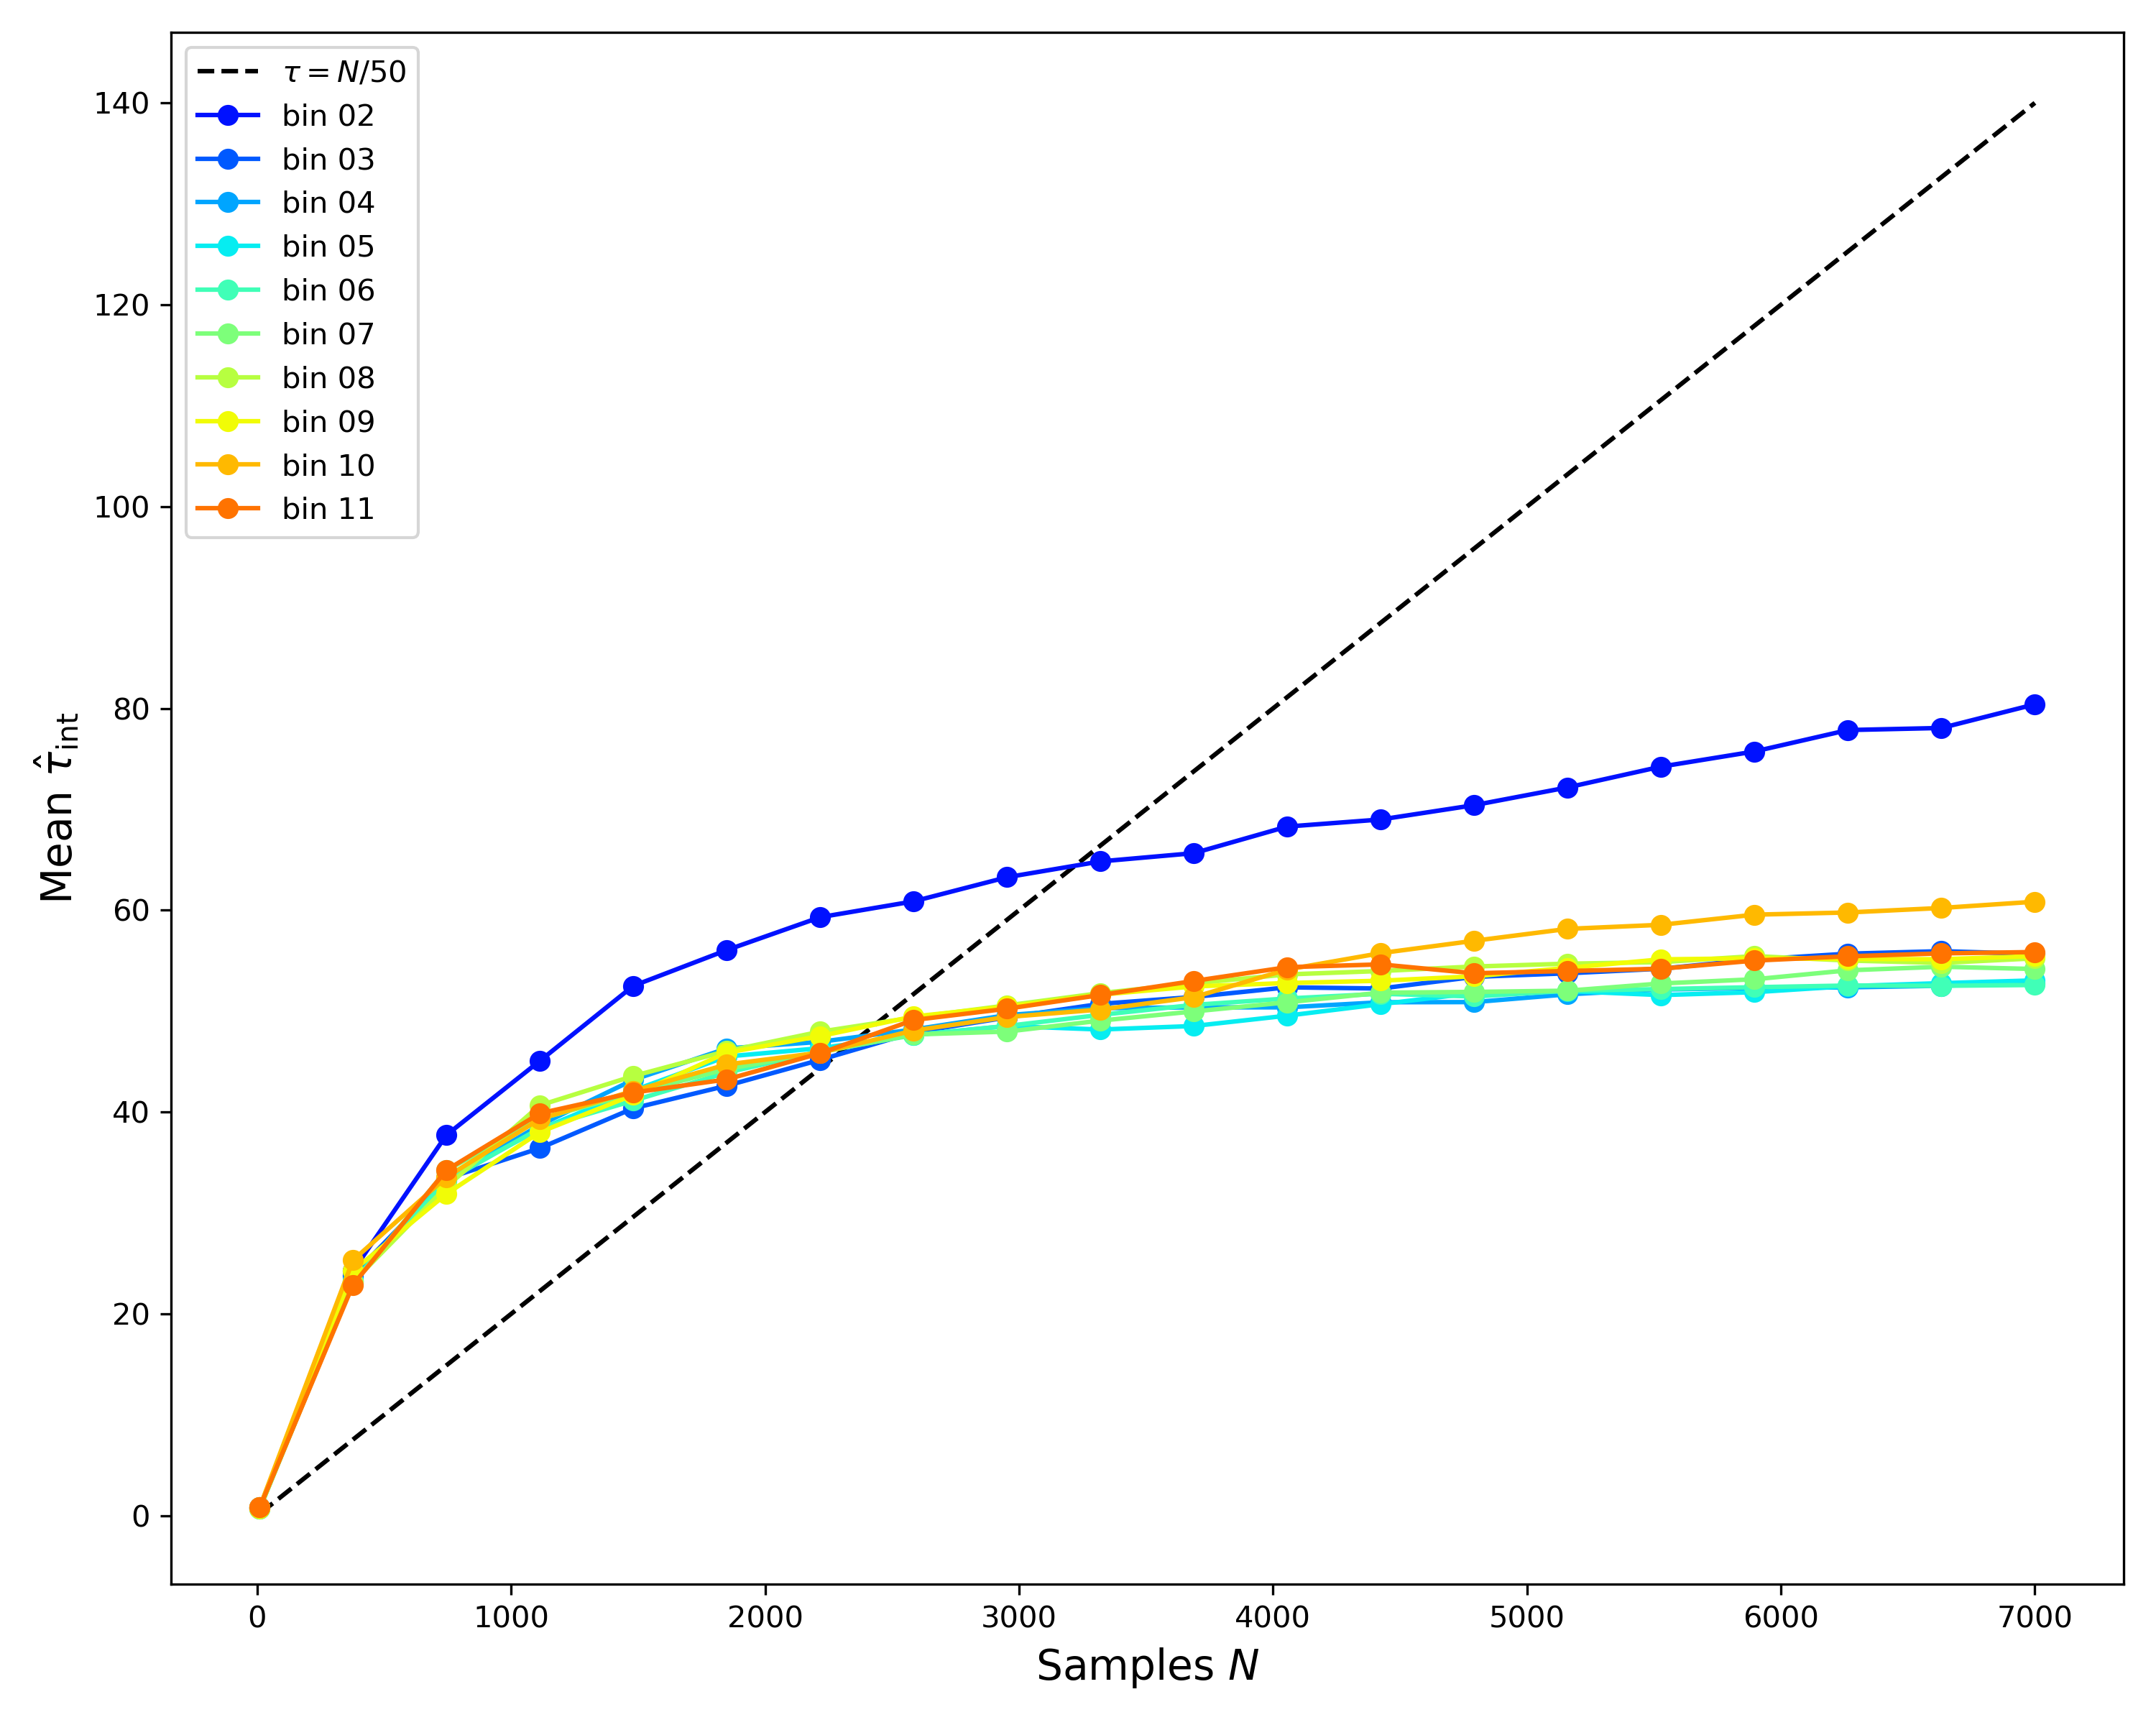 τ = N/50
bin 02
bin 03
bin 04
bin 05
bin 06
bin 07
bin 08
bin 09
bin 10
bin 11
140
120
100
80
60
40
20
0
Mean τ̂int
0 1000 2000 3000 4000 5000 6000 7000
Samples N